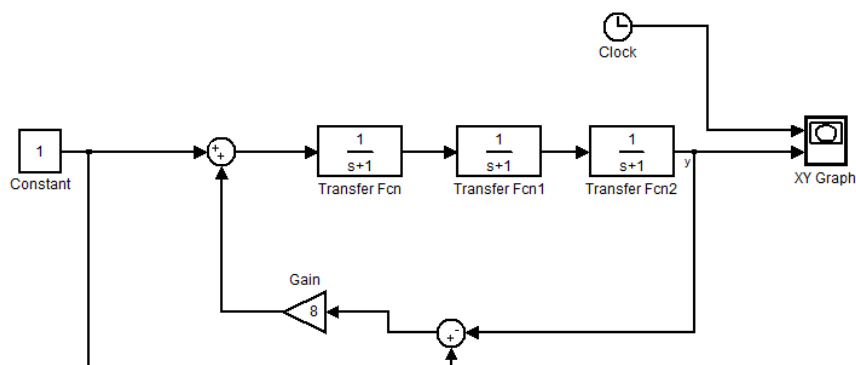 Clock
1
Constant
+
+
1
s+1
Transfer Fcn
1
s+1
Transfer Fcn1
1
s+1
Transfer Fcn2
y
XY Graph
Gain
8
-
+